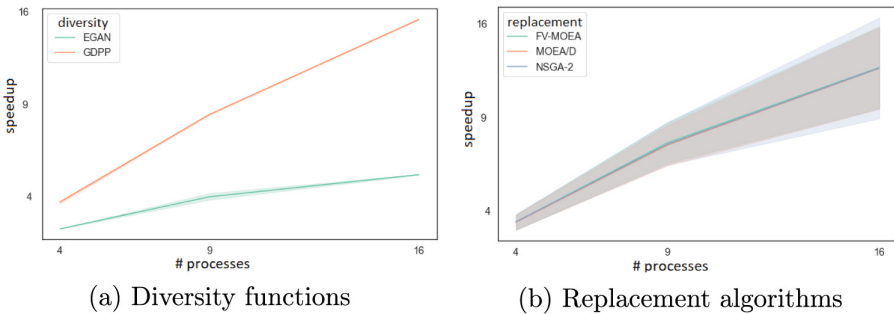 diversity
EGAN
GDPP
16
9
4
speedup
4
9
16
# processes
(a) Diversity functions
replacement
FV-MOEA
MOEA/D
NSGA-2
16
9
4
speedup
4
9
16
# processes
(b) Replacement algorithms